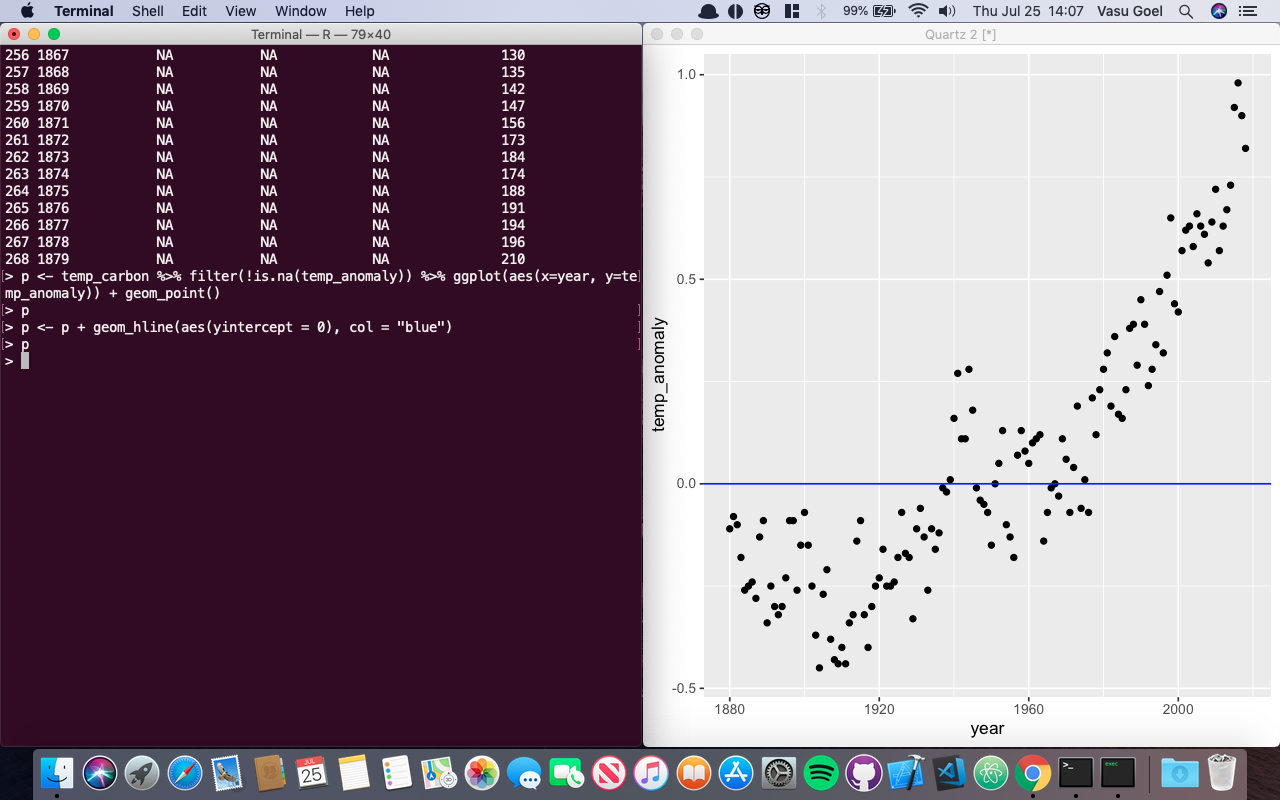 Terminal Shell Edit View Window Help 99% Thu Jul 25 14:07 Vasu Goel
Terminal — R — 79×40
256 1867 NA NA NA 130
257 1868 NA NA NA 135
258 1869 NA NA NA 142
259 1870 NA NA NA 147
260 1871 NA NA NA 156
261 1872 NA NA NA 173
262 1873 NA NA NA 184
263 1874 NA NA NA 174
264 1875 NA NA NA 188
265 1876 NA NA NA 191
266 1877 NA NA NA 194
267 1878 NA NA NA 196
268 1879 NA NA NA 210
[> p <- temp_carbon %>% filter(!is.na(temp_anomaly)) %>% ggplot(aes(x=year, y=te]
mp_anomaly)) + geom_point()
[> p ]
[> p <- p + geom_hline(aes(yintercept = 0), col = "blue") ]
[> p ]
>
Quartz 2 [*]
1.0
0.5
0.0
-0.5
temp_anomaly
1880 1920 1960 2000
year
JUL
25
>_
exec